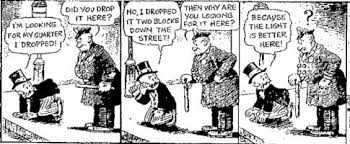 I'M LOOKING
FOR MY QUARTER
I DROPPED!
DID YOU DROP
IT HERE?
NO, I DROPPED
IT TWO BLOCKS
DOWN THE
STREET!
THEN WHY ARE
YOU LOOKING
FOR IT HERE?
BECAUSE
THE LIGHT
IS BETTER
HERE!
?